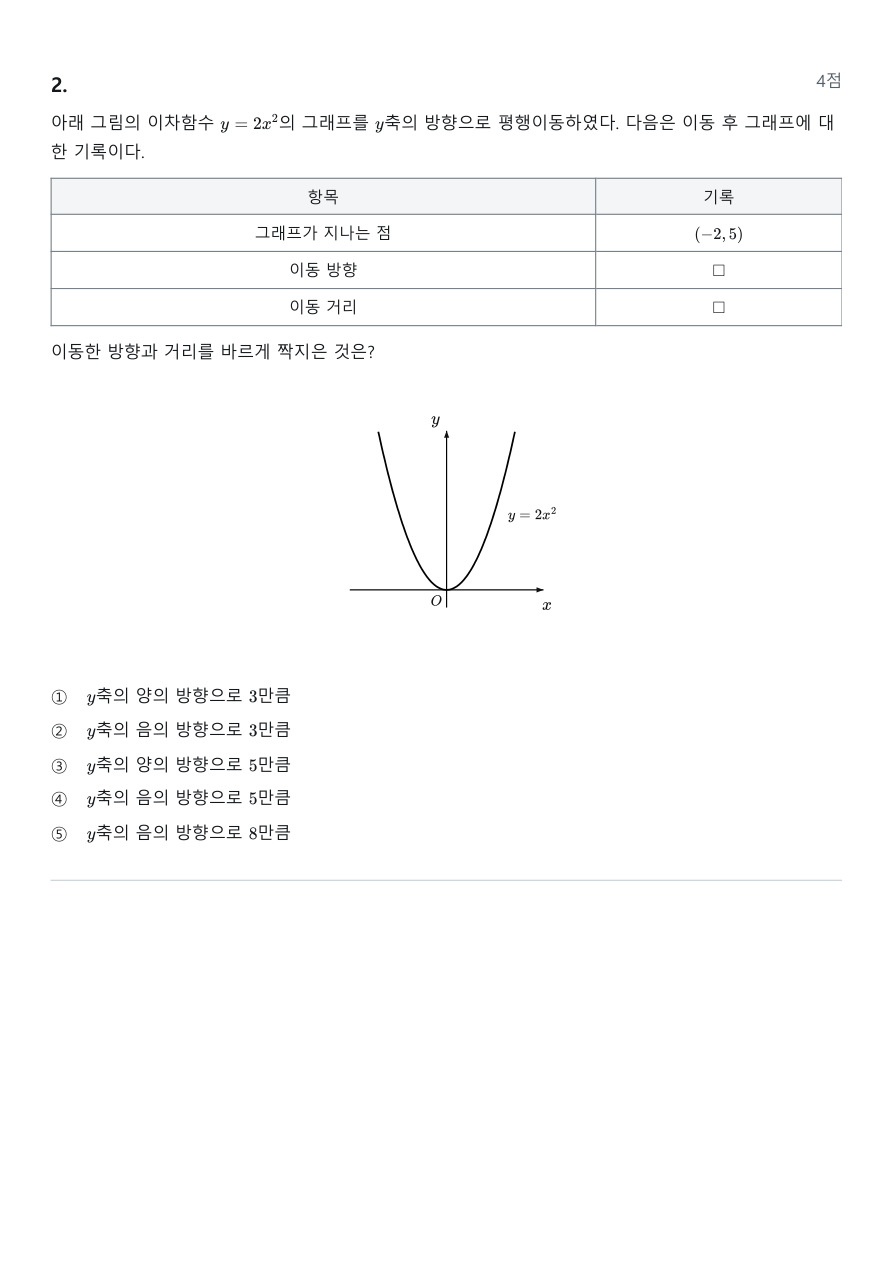 2.
4점
아래 그림의 이차함수 y = 2x²의 그래프를 y축의 방향으로 평행이동하였다. 다음은 이동 후 그래프에 대
한 기록이다.
항목 기록
그래프가 지나는 점 (−2, 5)
이동 방향 □
이동 거리 □
이동한 방향과 거리를 바르게 짝지은 것은?
y
y = 2x²
O
x
① y축의 양의 방향으로 3만큼
② y축의 음의 방향으로 3만큼
③ y축의 양의 방향으로 5만큼
④ y축의 음의 방향으로 5만큼
⑤ y축의 음의 방향으로 8만큼